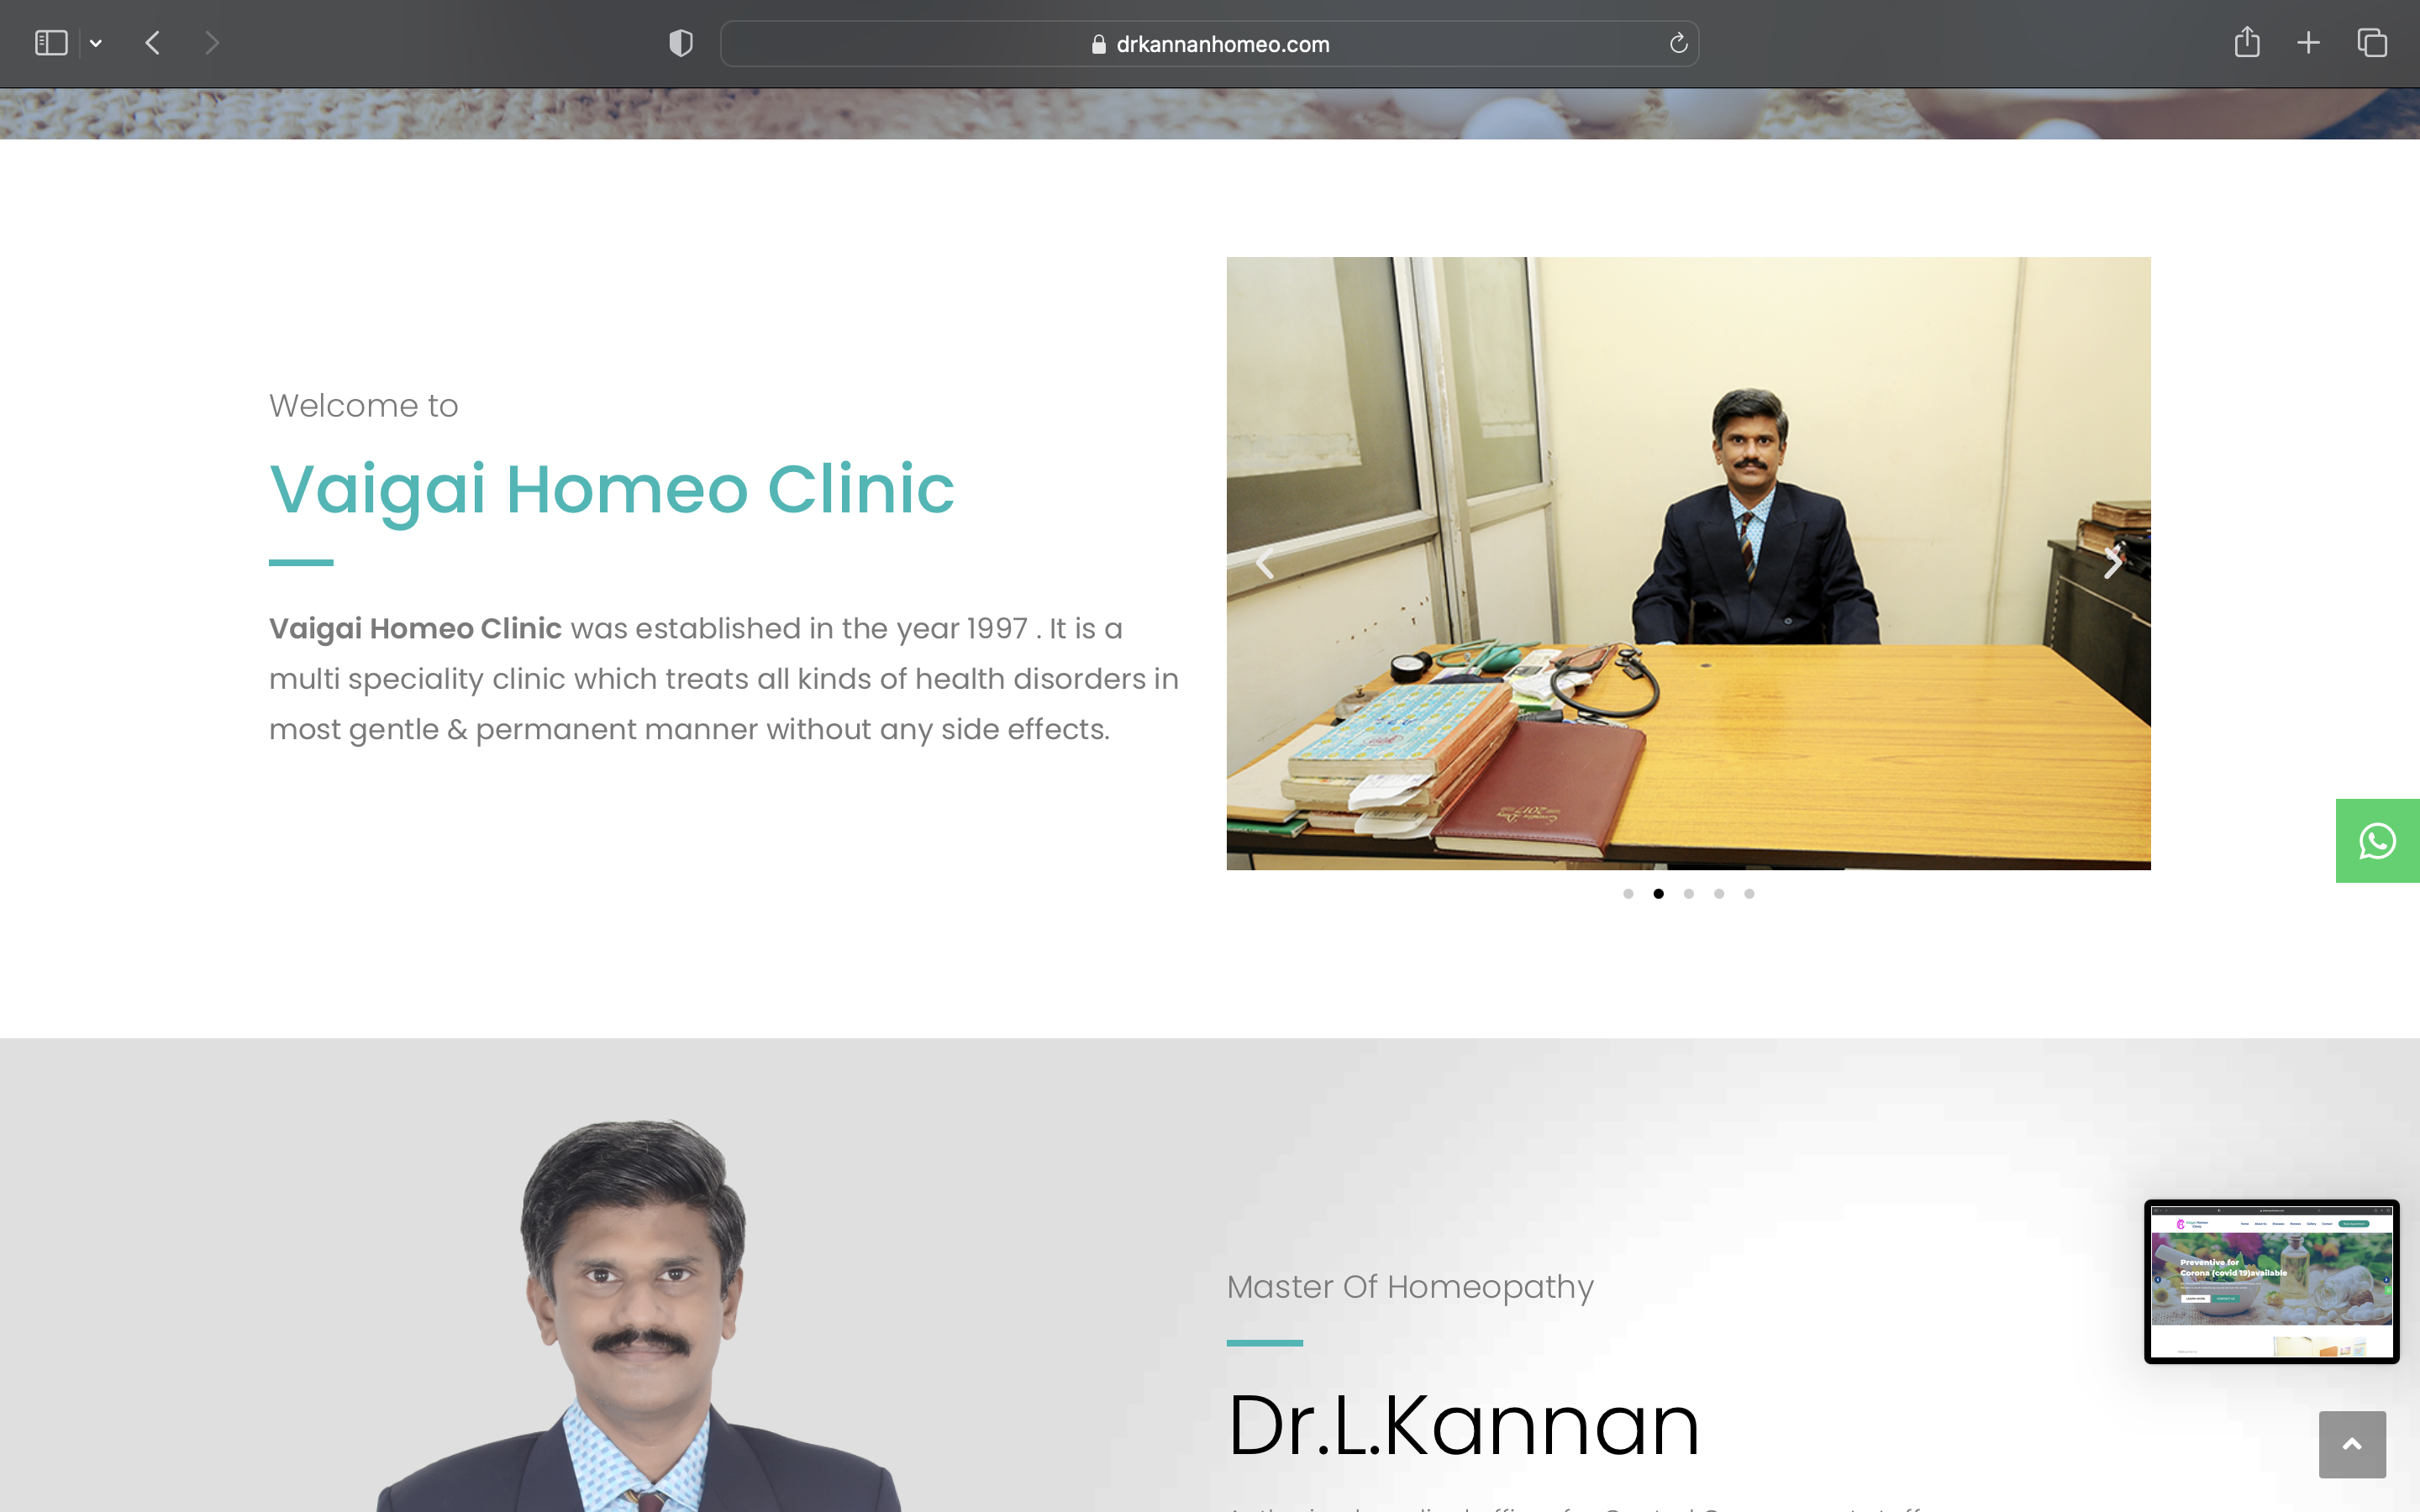 drkannanhomeo.com
Welcome to
Vaigai Homeo Clinic
Vaigai Homeo Clinic was established in the year 1997 . It is a
multi speciality clinic which treats all kinds of health disorders in
most gentle & permanent manner without any side effects.
2017
Master Of Homeopathy
Dr.L.Kannan
Preventive for
Corona (covid 19)available